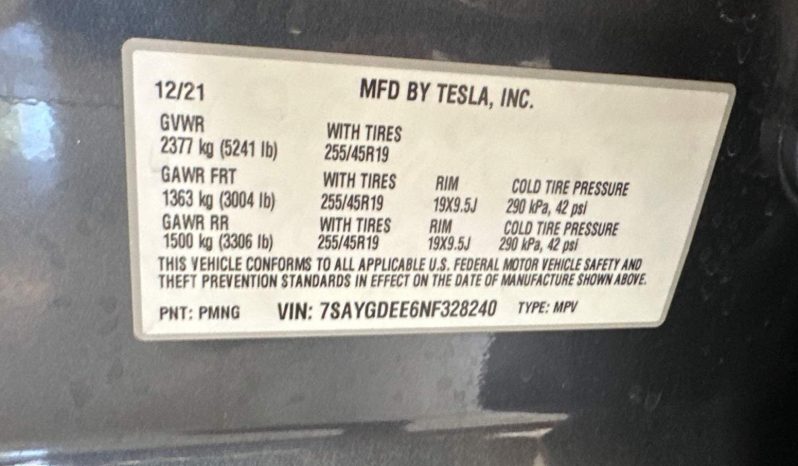 12/21 MFD BY TESLA, INC.
GVWR WITH TIRES
2377 kg (5241 lb) 255/45R19
GAWR FRT WITH TIRES RIM COLD TIRE PRESSURE
1363 kg (3004 lb) 255/45R19 19X9.5J 290 kPa, 42 psi
GAWR RR WITH TIRES RIM COLD TIRE PRESSURE
1500 kg (3306 lb) 255/45R19 19X9.5J 290 kPa, 42 psi
THIS VEHICLE CONFORMS TO ALL APPLICABLE U.S. FEDERAL MOTOR VEHICLE SAFETY AND
THEFT PREVENTION STANDARDS IN EFFECT ON THE DATE OF MANUFACTURE SHOWN ABOVE.
PNT: PMNG VIN: 7SAYGDEE6NF328240 TYPE: MPV